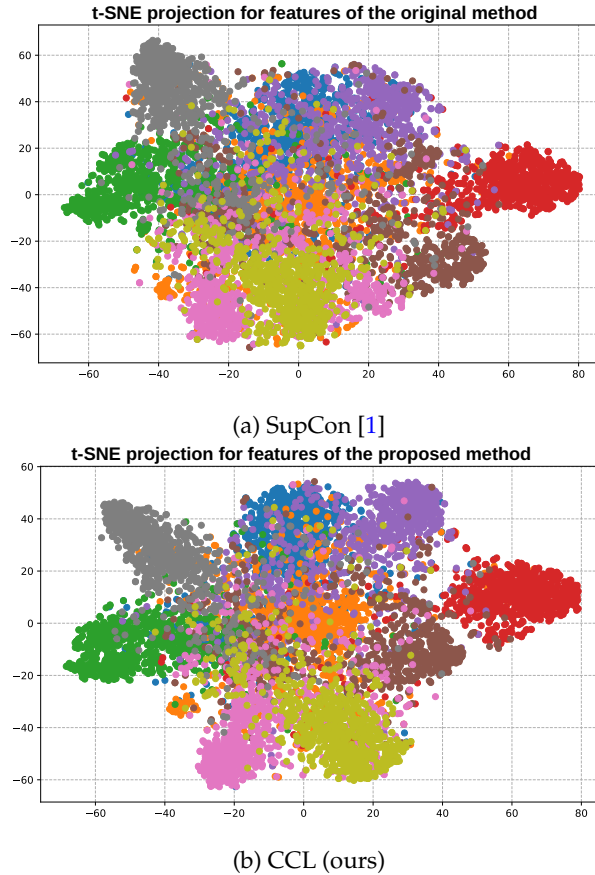 t-SNE projection for features of the original method
60
40
20
0
−20
−40
−60
−60 −40 −20 0 20 40 60 80
(a) SupCon [1]
t-SNE projection for features of the proposed method
60
40
20
0
−20
−40
−60
−60 −40 −20 0 20 40 60 80
(b) CCL (ours)